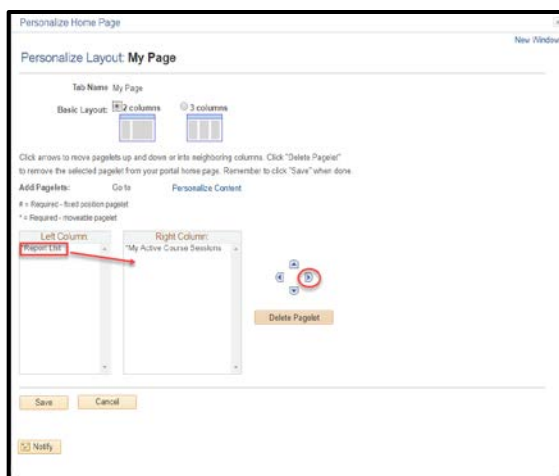 Personalize Home Page
New Window
Personalize Layout: My Page
Tab Name My Page
Basic Layout: 2 columns 3 columns
Click arrows to move pagelets up and down or into neighboring columns. Click "Delete Pagelet"
to remove the selected pagelet from your portal home page. Remember to click "Save" when done.
Add Pagelets: Go to Personalize Content
# = Required - fixed position pagelet
* = Required - moveable pagelet
Left Column: Right Column:
Report List *My Active Course Sessions
Delete Pagelet
Save Cancel
Notify